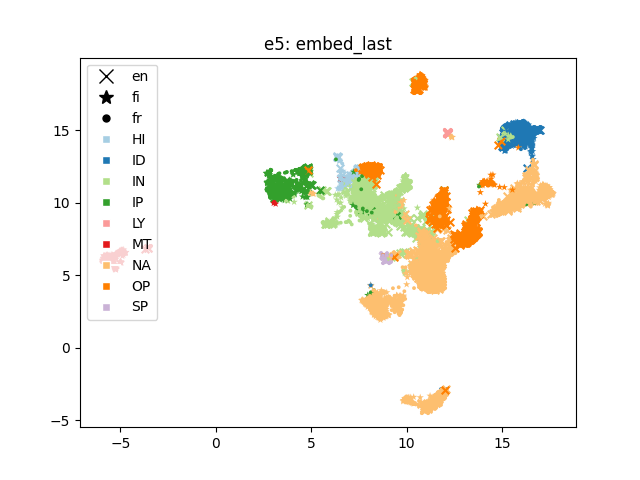 e5: embed_last
en
fi
fr
HI
ID
IN
IP
LY
MT
NA
OP
SP
15
10
5
0
−5
−5
0
5
10
15